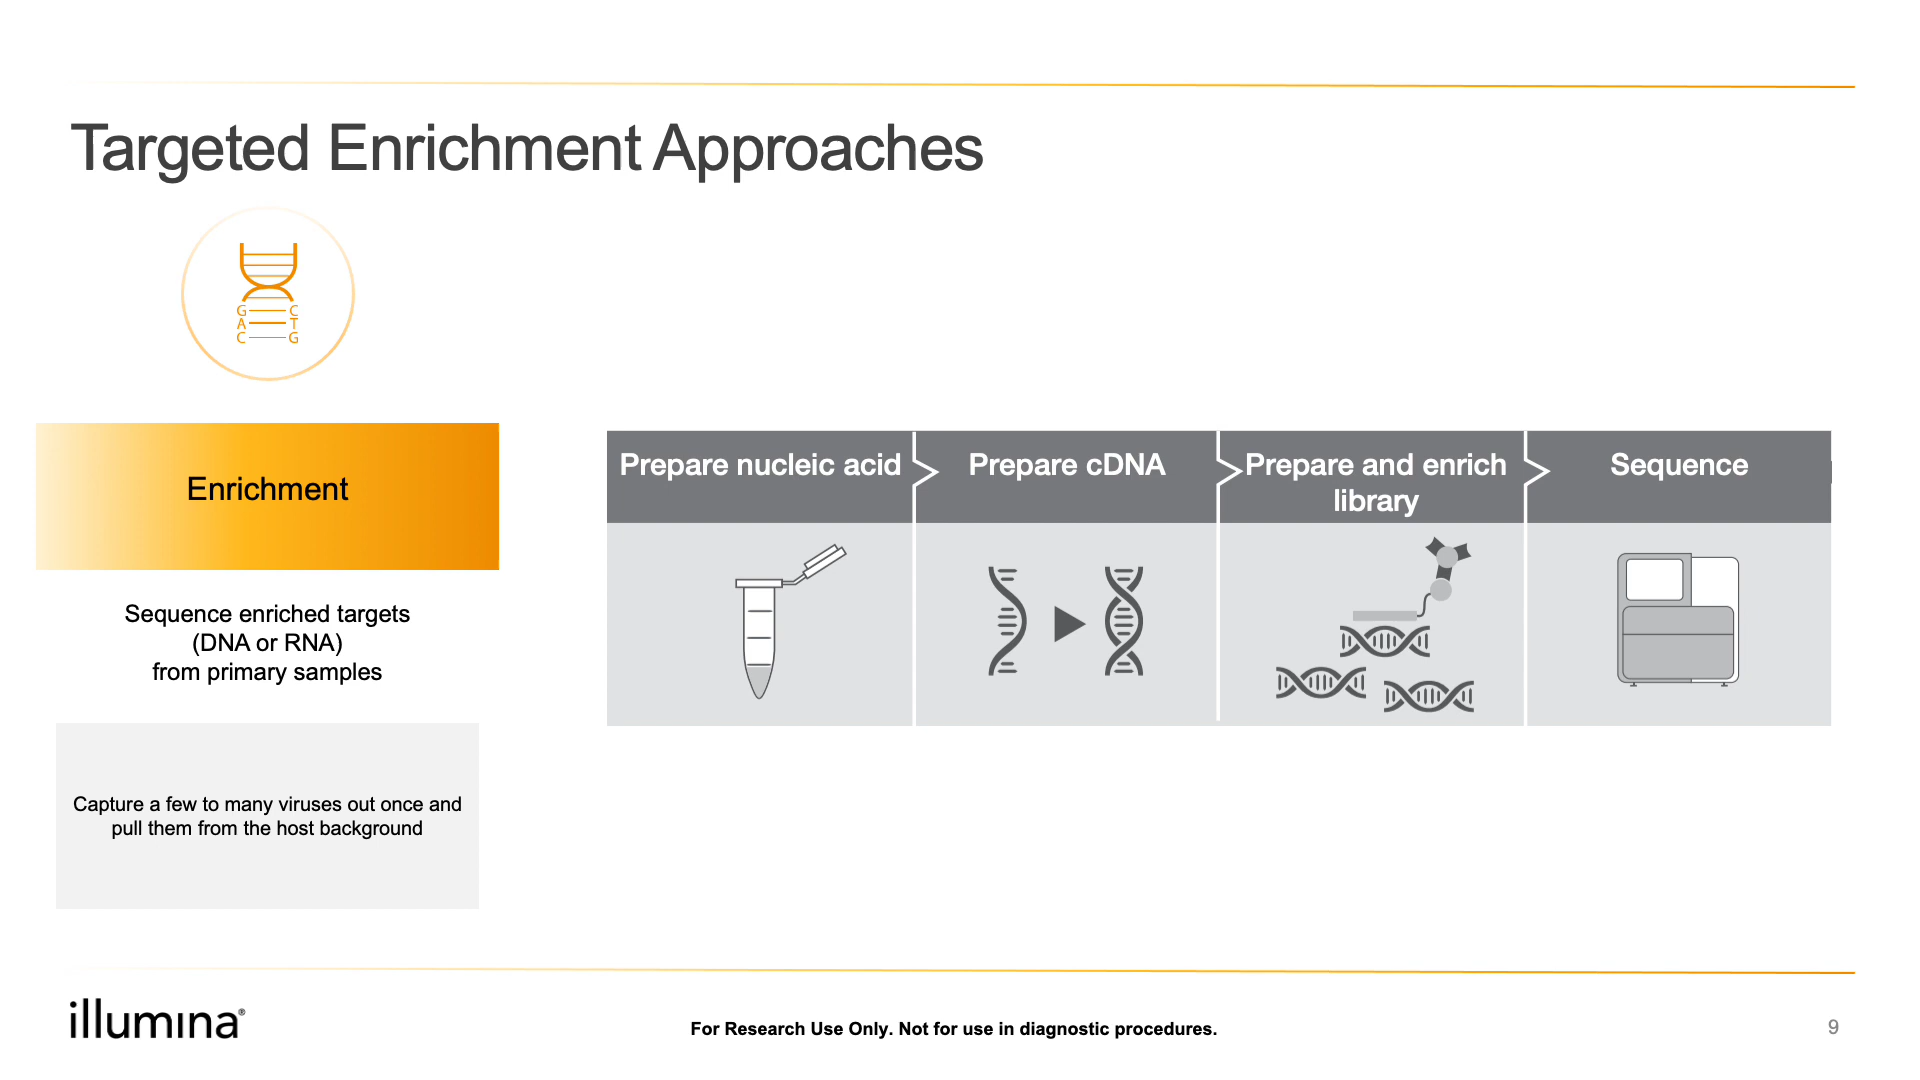 Targeted Enrichment Approaches
G C
A T
C G
Enrichment
Sequence enriched targets
(DNA or RNA)
from primary samples
Capture a few to many viruses out once and
pull them from the host background
Prepare nucleic acid
Prepare cDNA
Prepare and enrich
library
Sequence
illumina®
For Research Use Only. Not for use in diagnostic procedures.
9